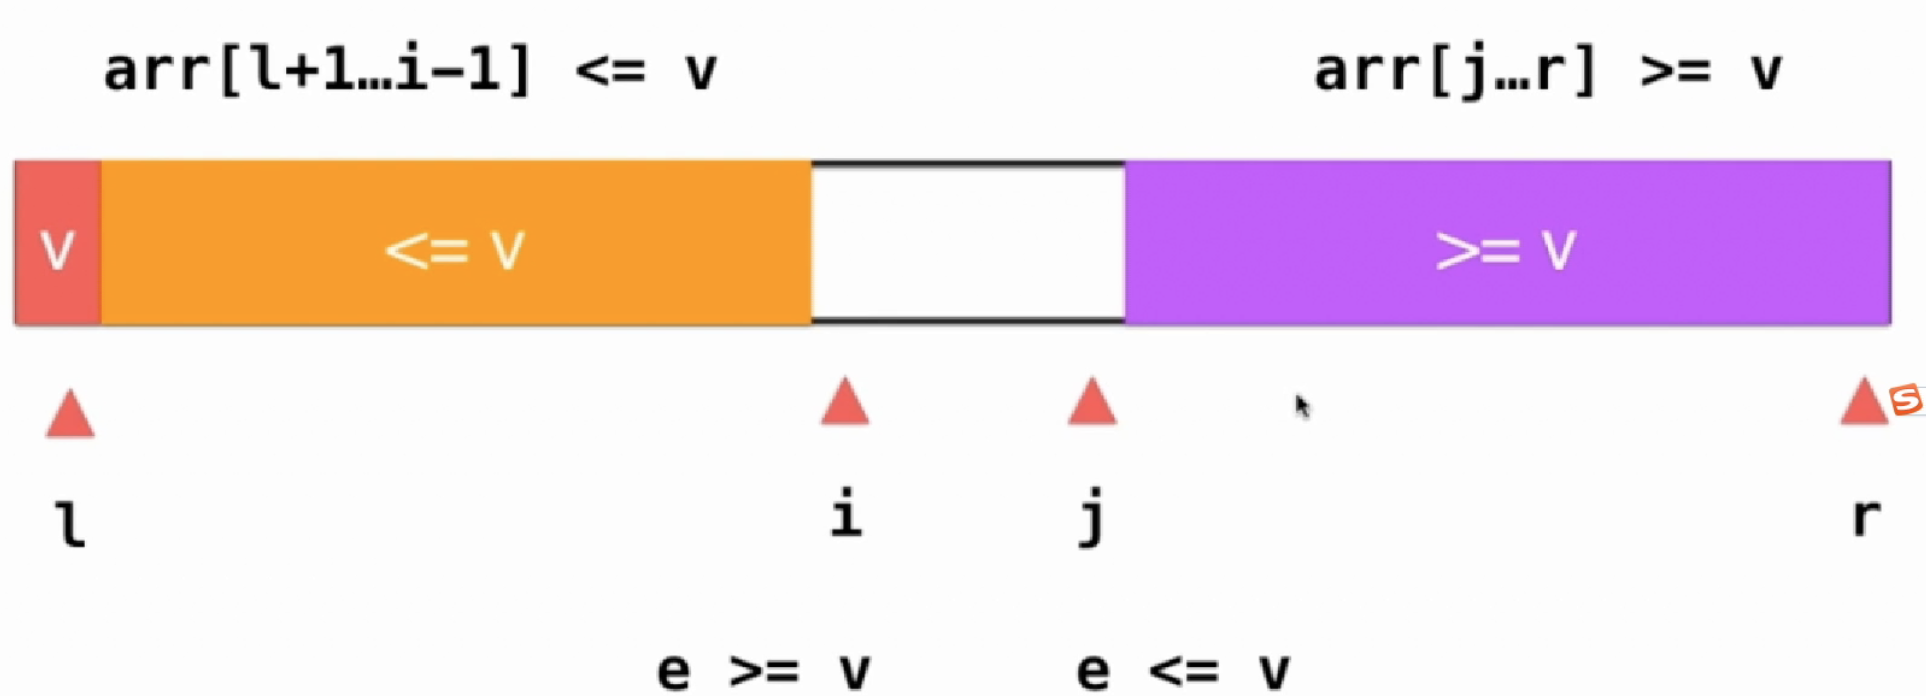 arr[l+1…i-1] <= v arr[j…r] >= v
v <= v >= v
l i j r
e >= v e <= v